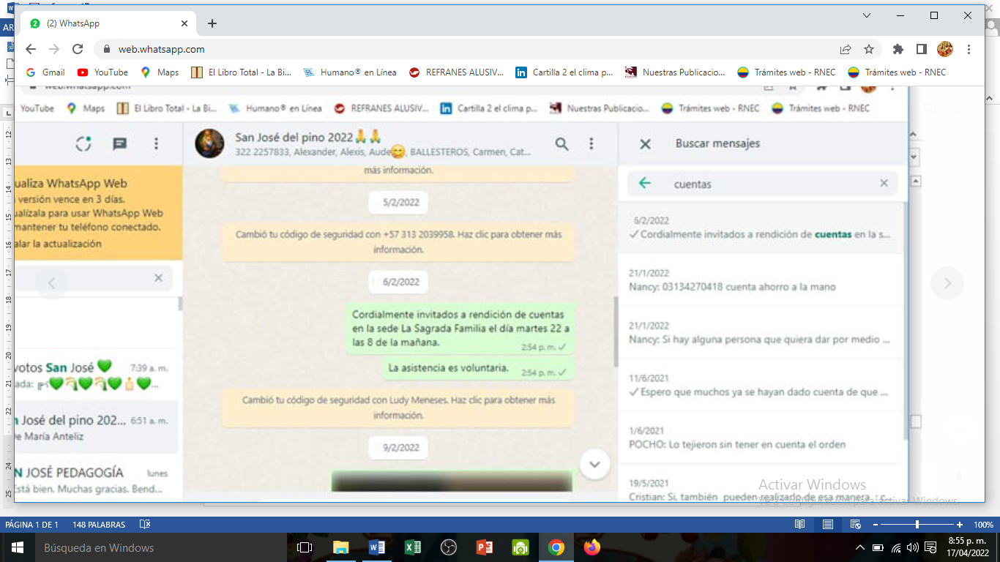 AR
(2) WhatsApp
web.whatsapp.com
Gmail
YouTube
Maps
El Libro Total - La Bi...
Humano® en Línea
REFRANES ALUSIV...
Cartilla 2 el clima p...
Nuestras Publicacio...
Trámites web - RNEC
Trámites web - RNEC
web.whatsapp.com
YouTube
Maps
El Libro Total - La Bi...
Humano® en Línea
REFRANES ALUSIV...
Cartilla 2 el clima p...
Nuestras Publicacio...
Trámites web - RNEC
Trámites web - RNEC
San José del pino 2022🙏🙏
322 2257833, Alexander, Alexis, Aude😊, BALLESTEROS, Carmen, Cat...
ualiza WhatsApp Web
versión vence en 3 días.
ualízala para usar WhatsApp Web
mantener tu teléfono conectado.
alar la actualización
votos San José 💚
7:39 a. m.
ada:
José del pino 202...
6:51 a. m.
e María Anteliz
N JOSÉ PEDAGOGÍA
lunes
Está bien. Muchas gracias. Bend...
más información.
5/2/2022
Cambió tu código de seguridad con +57 313 2039958. Haz clic para obtener más
información.
6/2/2022
Cordialmente invitados a rendición de cuentas
en la sede La Sagrada Familia el día martes 22 a
las 8 de la mañana.
2:54 p. m.
La asistencia es voluntaria.
2:54 p. m.
Cambió tu código de seguridad con Ludy Meneses. Haz clic para obtener más
información.
9/2/2022
Buscar mensajes
cuentas
6/2/2022
Cordialmente invitados a rendición de cuentas en la s...
21/1/2022
Nancy: 03134270418 cuenta ahorro a la mano
21/1/2022
Nancy: Si hay alguna persona que quiera dar por medio ...
11/6/2021
Espero que muchos ya se hayan dado cuenta de que ...
1/6/2021
POCHO: Lo tejieron sin tener en cuenta el orden
19/5/2021
Cristian: Si, también pueden realizado de esa manera
Activar Windows
Ve a Configuración para activar Windows.
12
13
14
15
16
17
18
19
20
21
22
24
25
PÁGINA 1 DE 1
148 PALABRAS
100%
Búsqueda en Windows
8:55 p. m.
17/04/2022